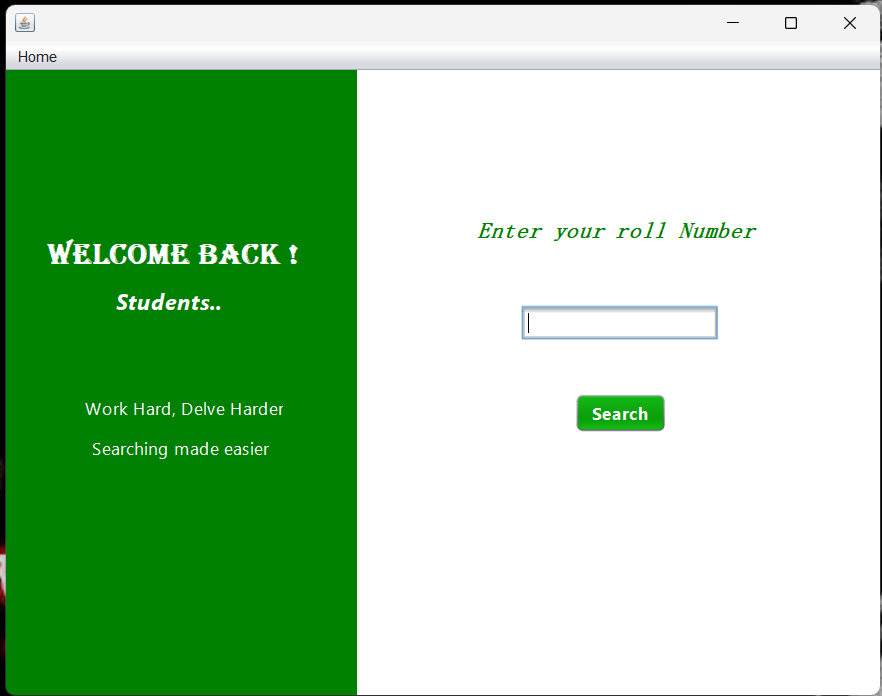 Home
WELCOME BACK !
Students..
Work Hard, Delve Harder
Searching made easier
Enter your roll Number
Search